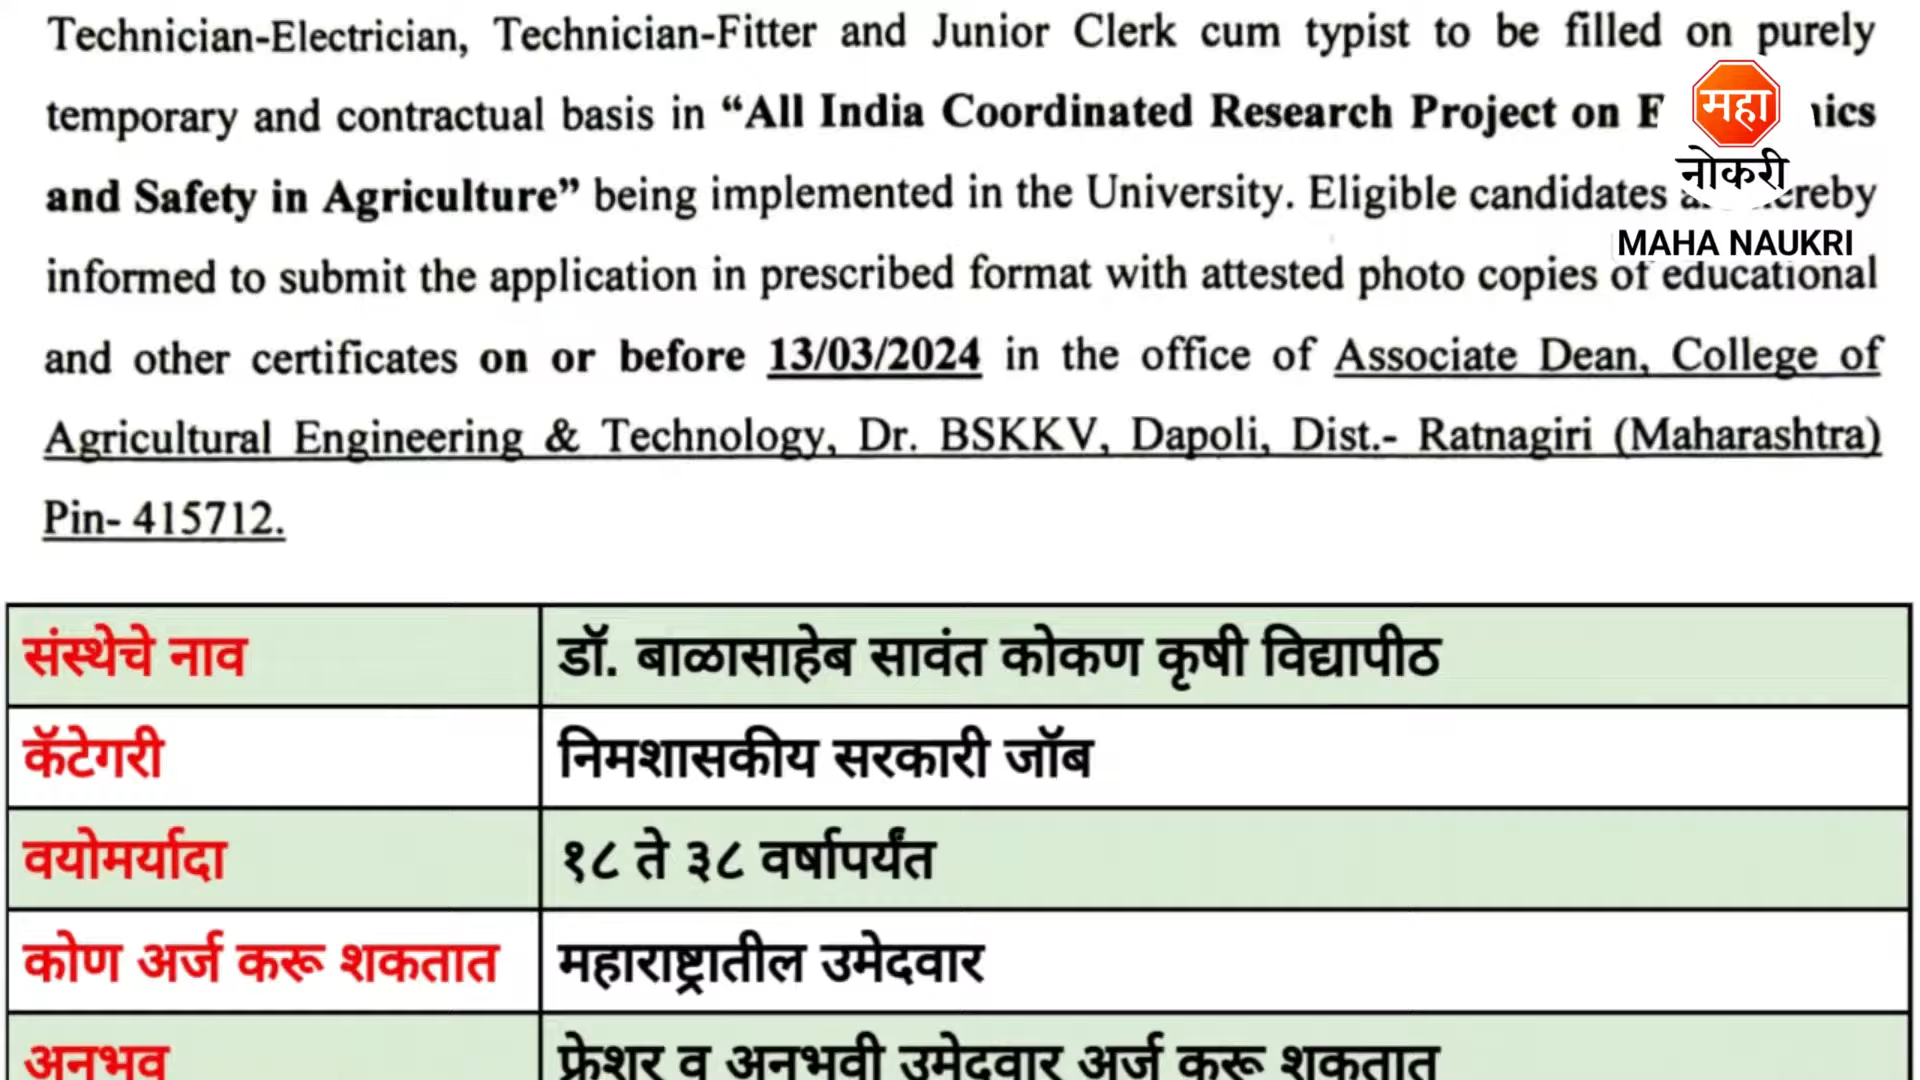 Technician-Electrician, Technician-Fitter and Junior Clerk cum typist to be filled on purely
temporary and contractual basis in “All India Coordinated Research Project on
and Safety in Agriculture” being implemented in the University. Eligible candidates
informed to submit the application in prescribed format with attested photo copies of educational
and other certificates on or before 13/03/2024 in the office of Associate Dean, College of
Agricultural Engineering & Technology, Dr. BSKKV, Dapoli, Dist.- Ratnagiri (Maharashtra)
Pin- 415712.
महा
नोकरी
MAHA NAUKRI
संस्थेचे नाव डॉ. बाळासाहेब सावंत कोकण कृषी विद्यापीठ
कॅटेगरी निमशासकीय सरकारी जॉब
वयोमर्यादा १८ ते ३८ वर्षापर्यंत
कोण अर्ज करू शकतात महाराष्ट्रातील उमेदवार
अनुभव फ्रेशर व अनुभवी उमेदवार अर्ज करू शकतात